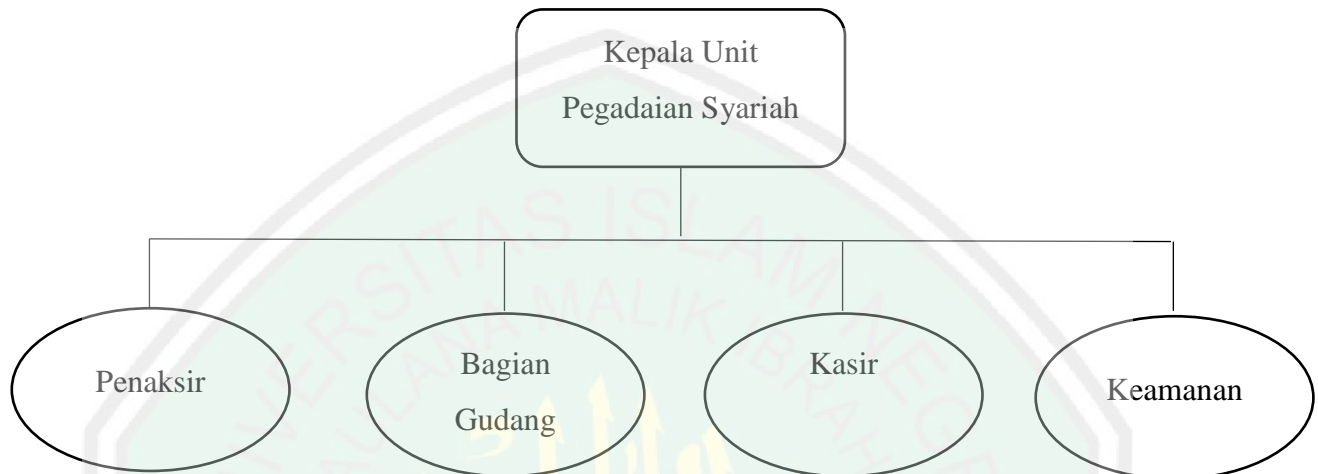 Kepala Unit
Pegadaian Syariah
Penaksir
Bagian
Gudang
Kasir
Keamanan